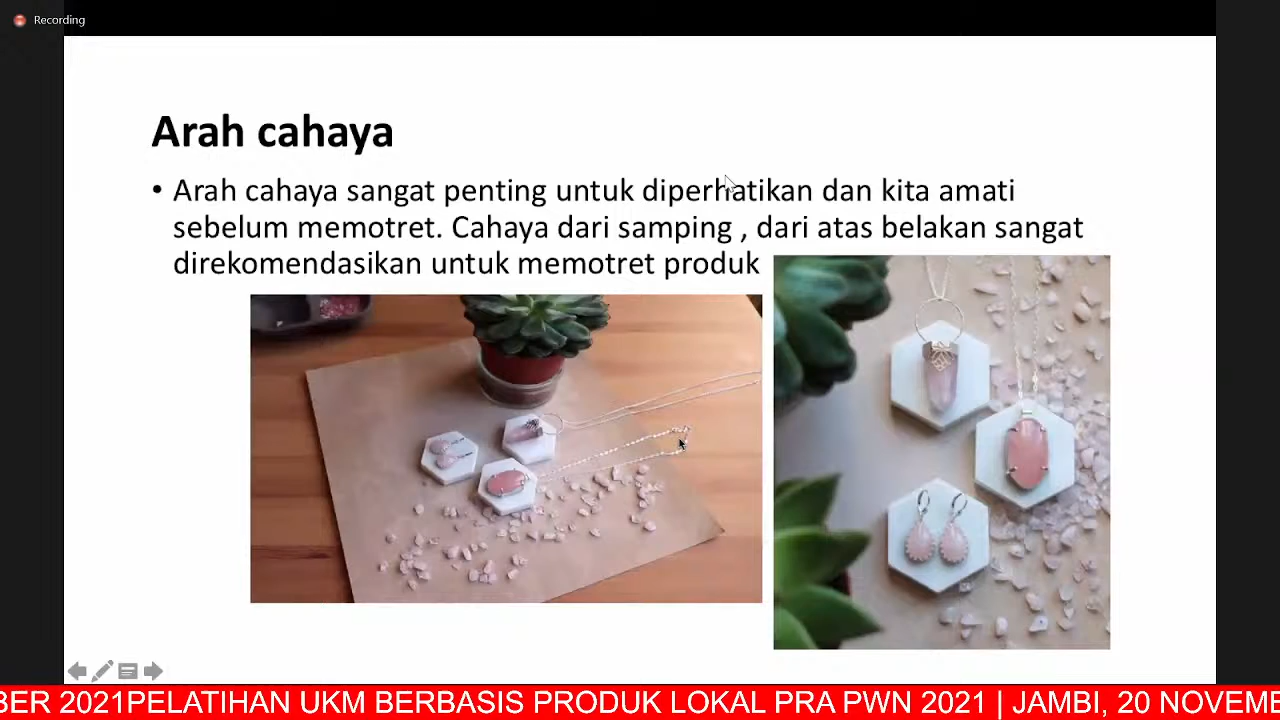 Recording
Arah cahaya
• Arah cahaya sangat penting untuk diperhatikan dan kita amati
sebelum memotret. Cahaya dari samping , dari atas belakan sangat
direkomendasikan untuk memotret produk
BER 2021PELATIHAN UKM BERBASIS PRODUK LOKAL PRA PWN 2021 | JAMBI, 20 NOVEME